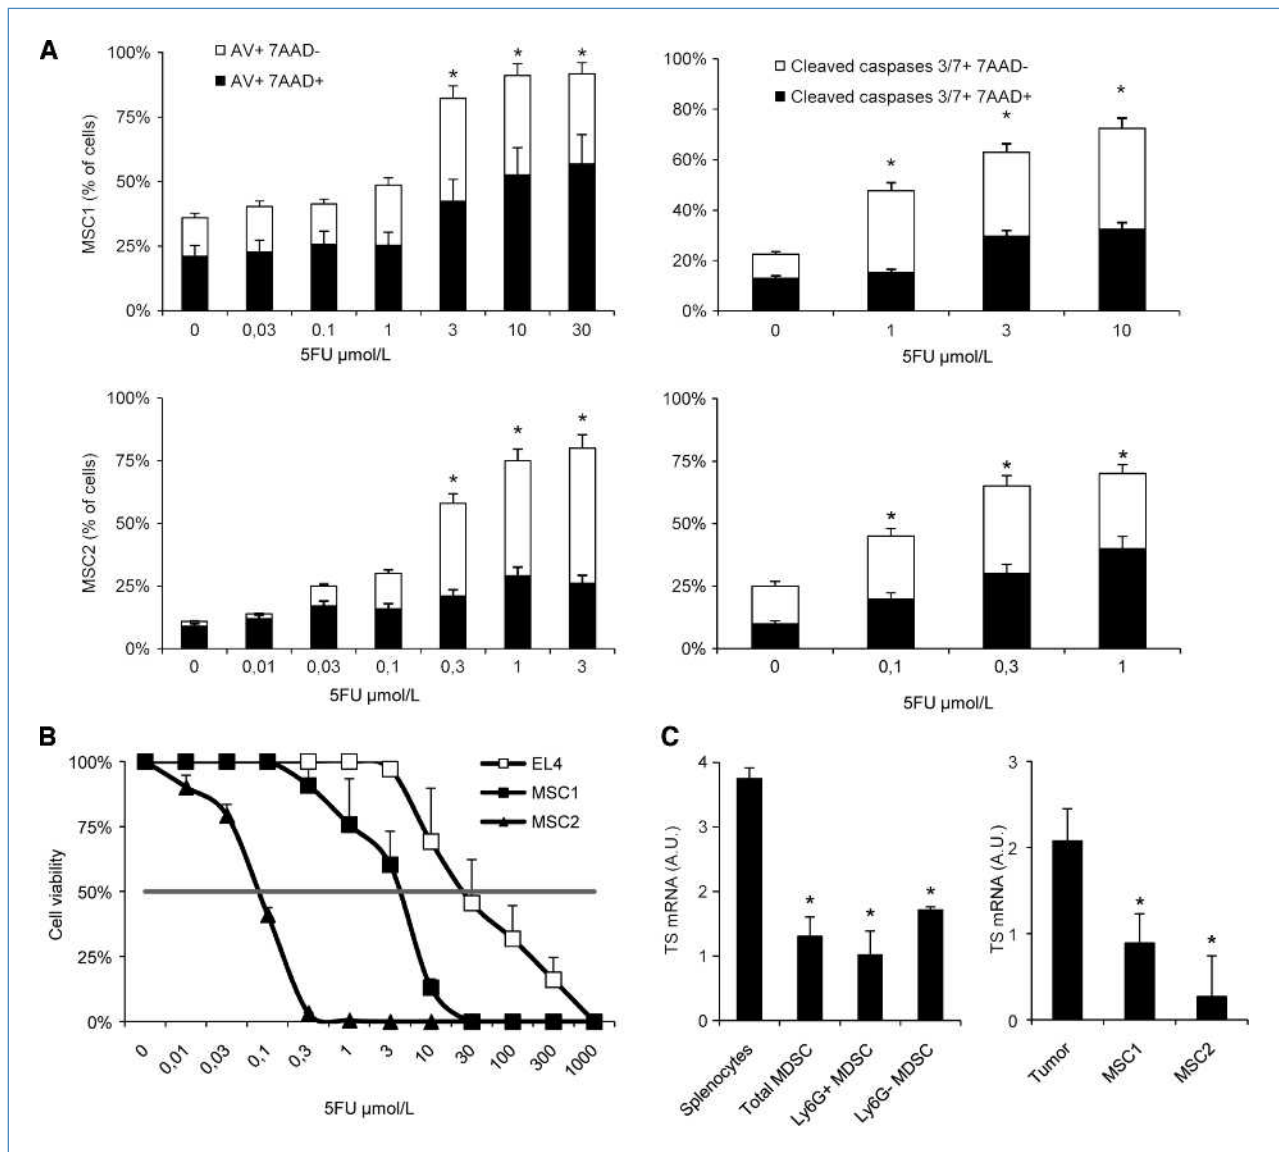 A
AV+ 7AAD-
AV+ 7AAD+
MSC1 (% of cells)
100%
75%
50%
25%
0%
* * *
0 0,03 0.1 1 3 10 30
5FU µmol/L
Cleaved caspases 3/7+ 7AAD-
Cleaved caspases 3/7+ 7AAD+
100%
80%
60%
40%
20%
0%
* * *
0 1 3 10
5FU µmol/L
MSC2 (% of cells)
100%
75%
50%
25%
0%
* * *
0 0,01 0,03 0,1 0,3 1 3
5FU µmol/L
100%
75%
50%
25%
0%
* * *
0 0,1 0,3 1
5FU µmol/L
B
Cell viability
100%
75%
50%
25%
0%
EL4
MSC1
MSC2
0 0,01 0,03 0,1 0,3 1 3 10 30 100 300 1000
5FU µmol/L
C
TS mRNA (A.U.)
4
3
2
1
0
* * *
Splenocytes
Total MDSC
Ly6G+ MDSC
Ly6G- MDSC
TS mRNA (A.U.)
3
2
1
0
* *
Tumor
MSC1
MSC2